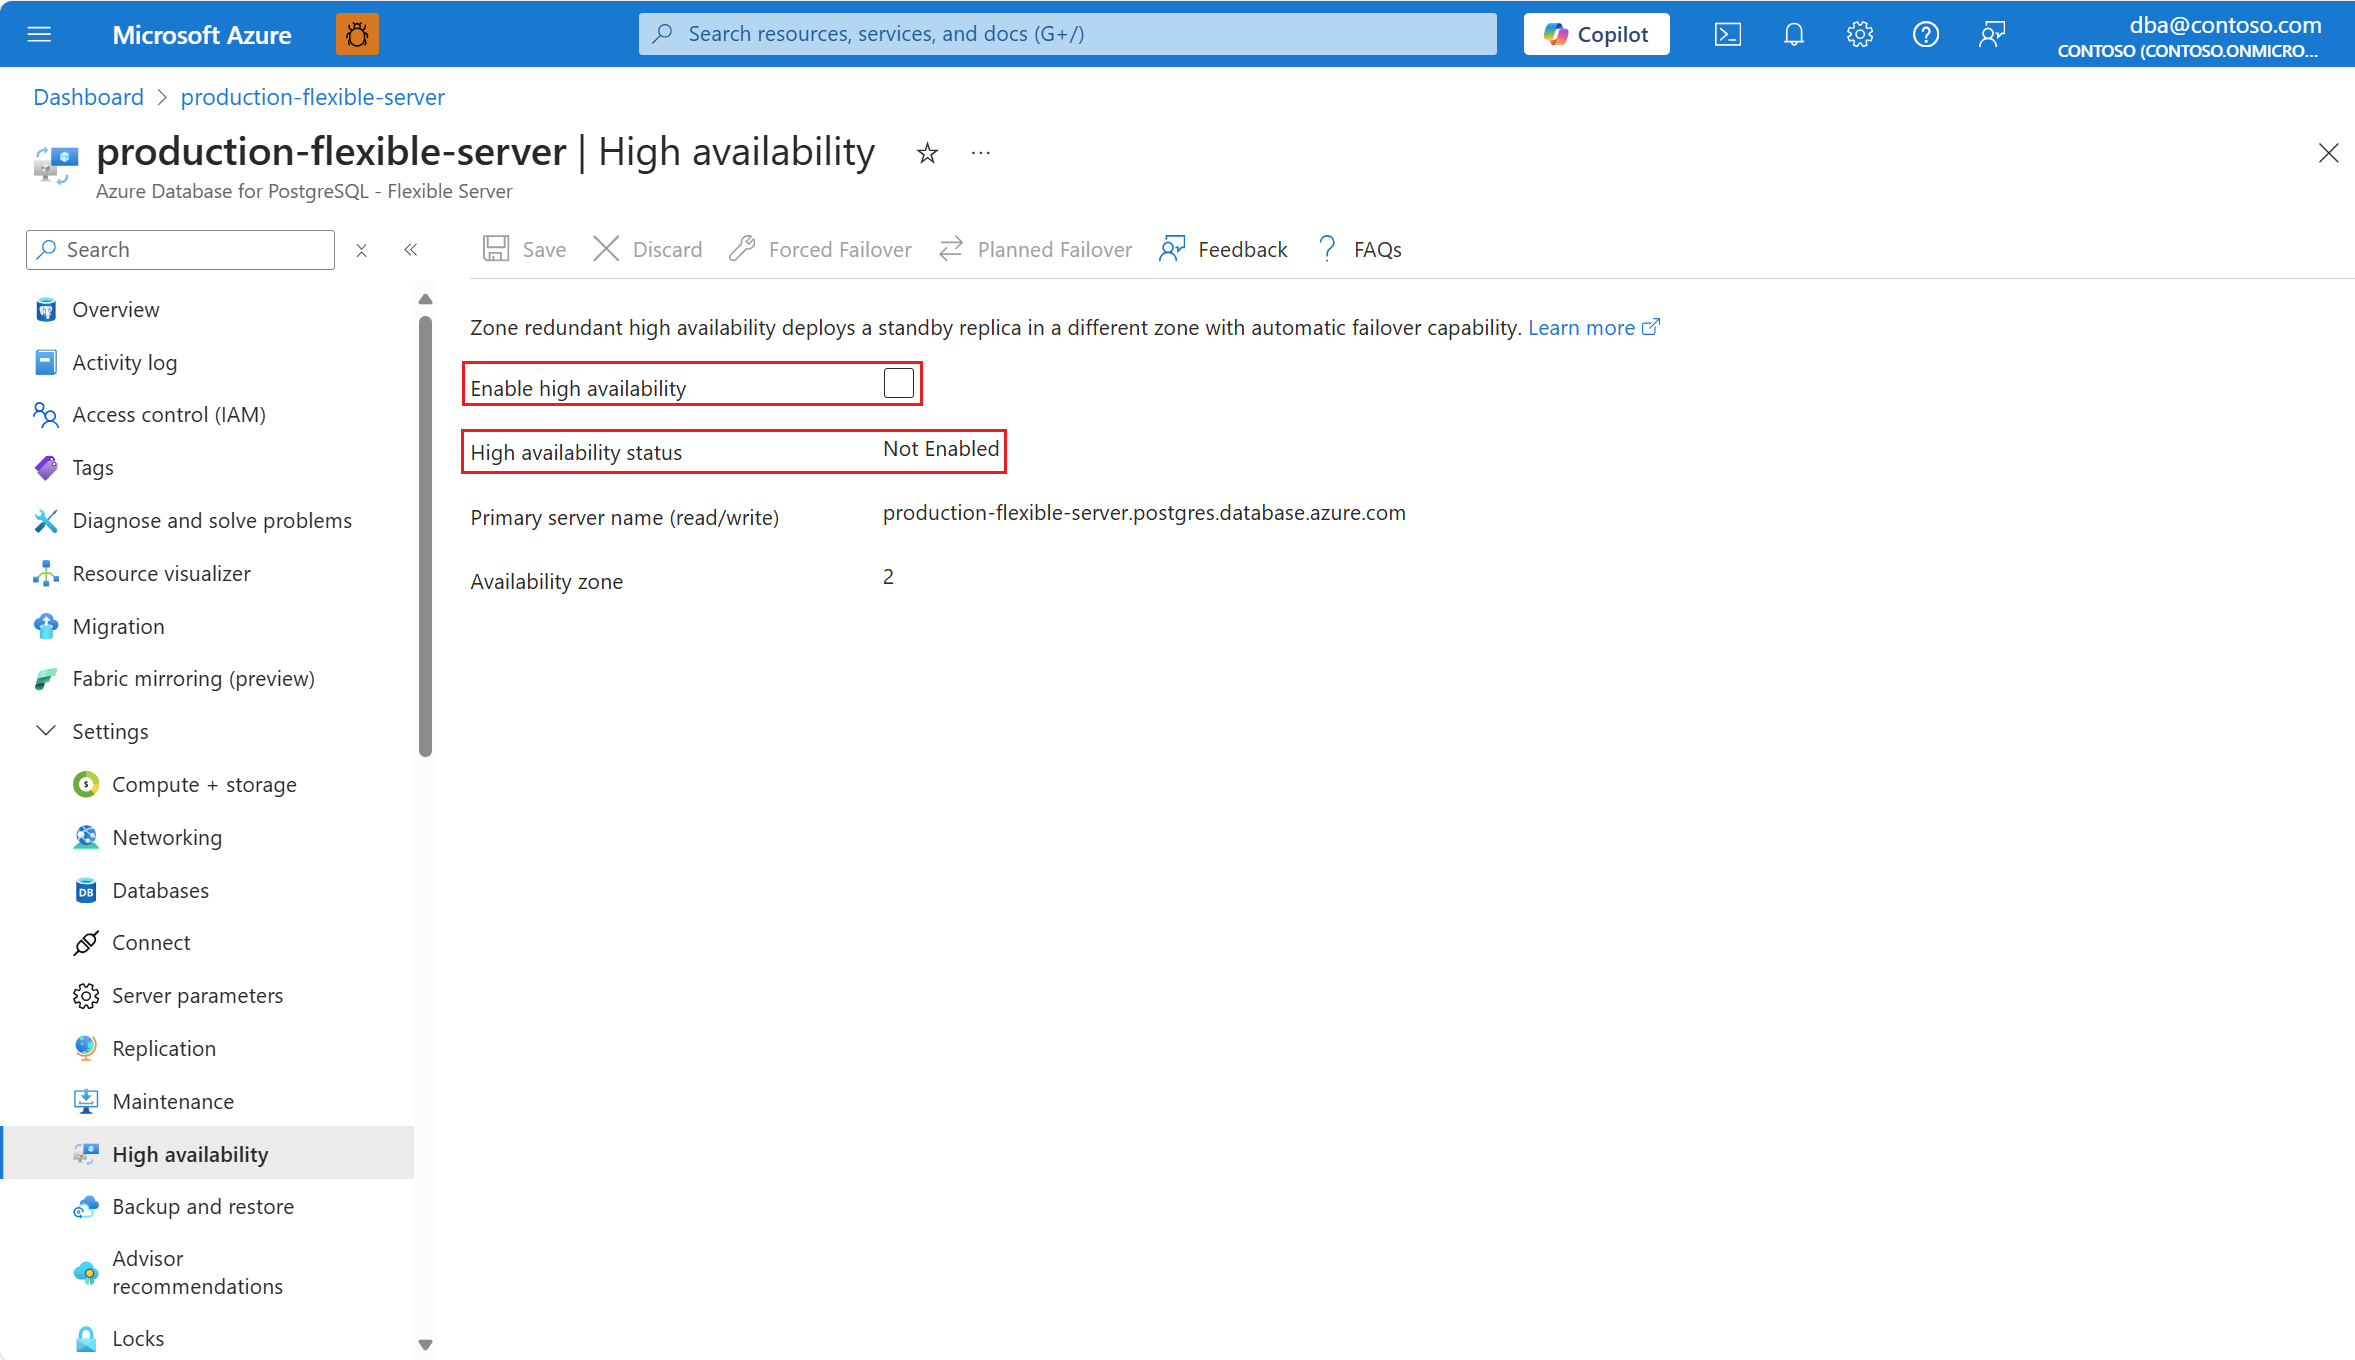 Microsoft Azure
Search resources, services, and docs (G+/)
Copilot
dba@contoso.com
CONTOSO (CONTOSO.ONMICRO...
Dashboard > production-flexible-server
production-flexible-server | High availability
Azure Database for PostgreSQL - Flexible Server
Search
Save
Discard
Forced Failover
Planned Failover
Feedback
FAQs
Overview
Activity log
Access control (IAM)
Tags
Diagnose and solve problems
Resource visualizer
Migration
Fabric mirroring (preview)
Settings
Compute + storage
Networking
Databases
Connect
Server parameters
Replication
Maintenance
High availability
Backup and restore
Advisor
recommendations
Locks
Zone redundant high availability deploys a standby replica in a different zone with automatic failover capability. Learn more
Enable high availability
High availability status Not Enabled
Primary server name (read/write) production-flexible-server.postgres.database.azure.com
Availability zone 2